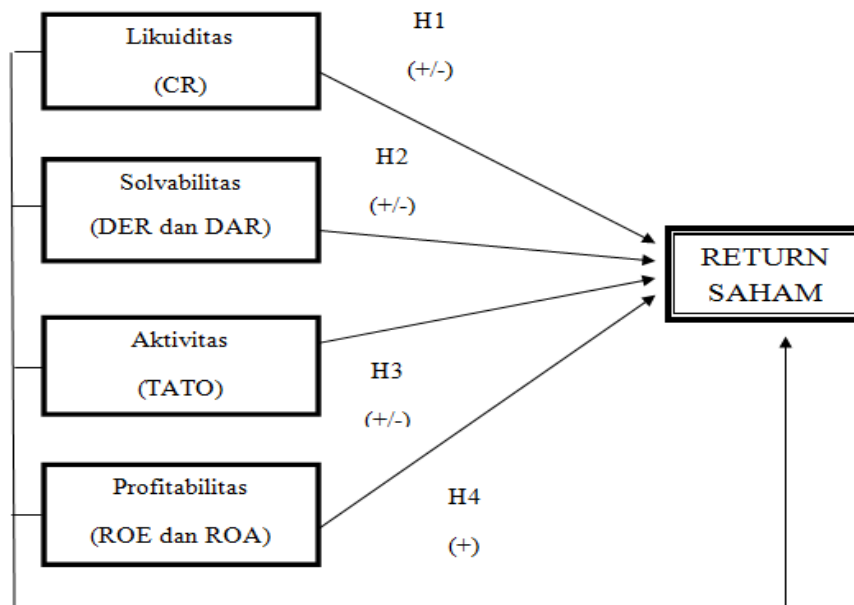 Likuiditas
(CR)
H1
(+/-)
Solvabilitas
(DER dan DAR)
H2
(+/-)
RETURN
SAHAM
Aktivitas
(TATO)
H3
(+/-)
Profitabilitas
(ROE dan ROA)
H4
(+)